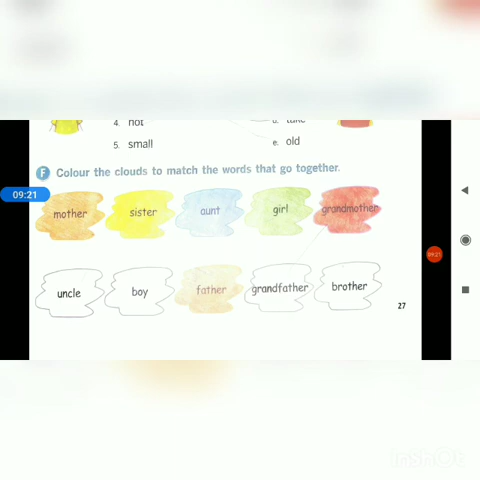 4. hot
5. small
e. old
F Colour the clouds to match the words that go together.
09:21
mother sister aunt girl grandmother
09:21
uncle boy father grandfather brother
27
InShOt